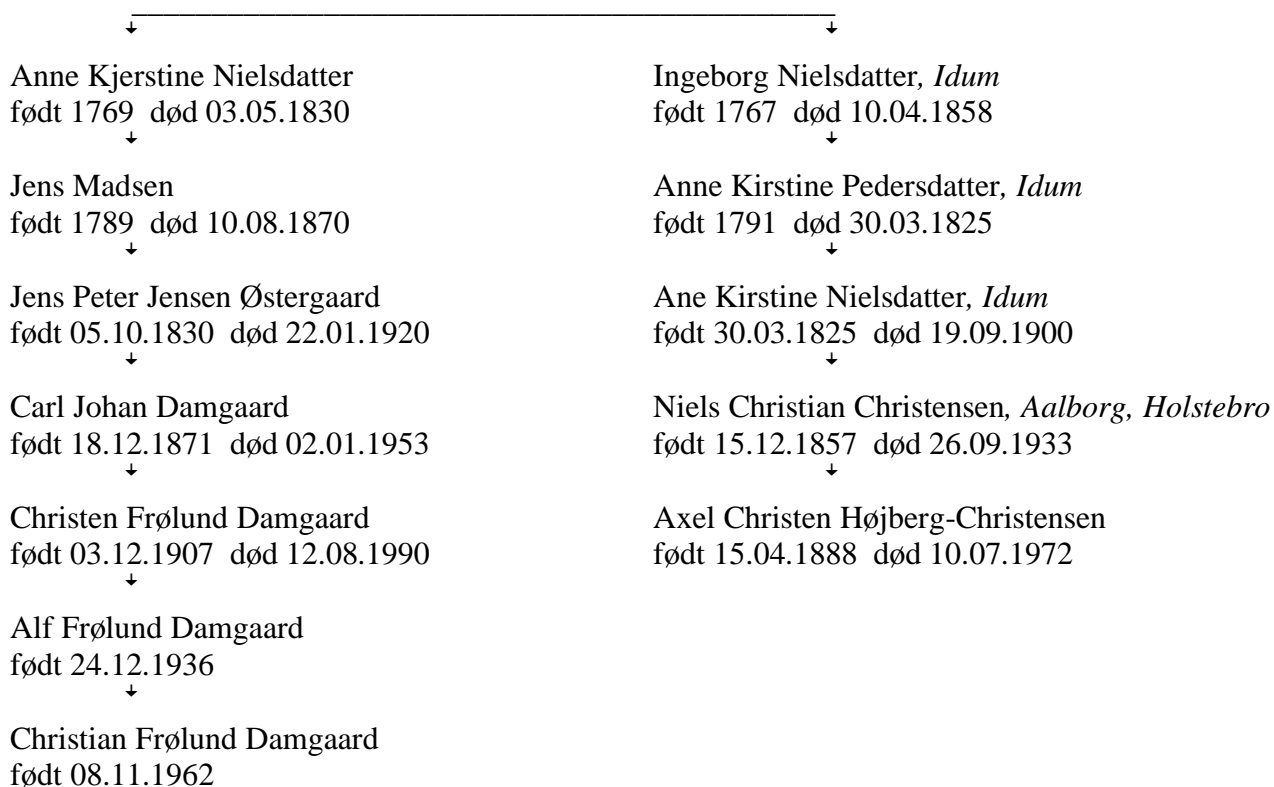 Anne Kjerstine Nielsdatter
født 1769 død 03.05.1830
Jens Madsen
født 1789 død 10.08.1870
Jens Peter Jensen Østergaard
født 05.10.1830 død 22.01.1920
Carl Johan Damgaard
født 18.12.1871 død 02.01.1953
Christen Frølund Damgaard
født 03.12.1907 død 12.08.1990
Alf Frølund Damgaard
født 24.12.1936
Christian Frølund Damgaard
født 08.11.1962
Ingeborg Nielsdatter, Idum
født 1767 død 10.04.1858
Anne Kirstine Pedersdatter, Idum
født 1791 død 30.03.1825
Ane Kirstine Nielsdatter, Idum
født 30.03.1825 død 19.09.1900
Niels Christian Christensen, Aalborg, Holstebro
født 15.12.1857 død 26.09.1933
Axel Christen Højberg-Christensen
født 15.04.1888 død 10.07.1972